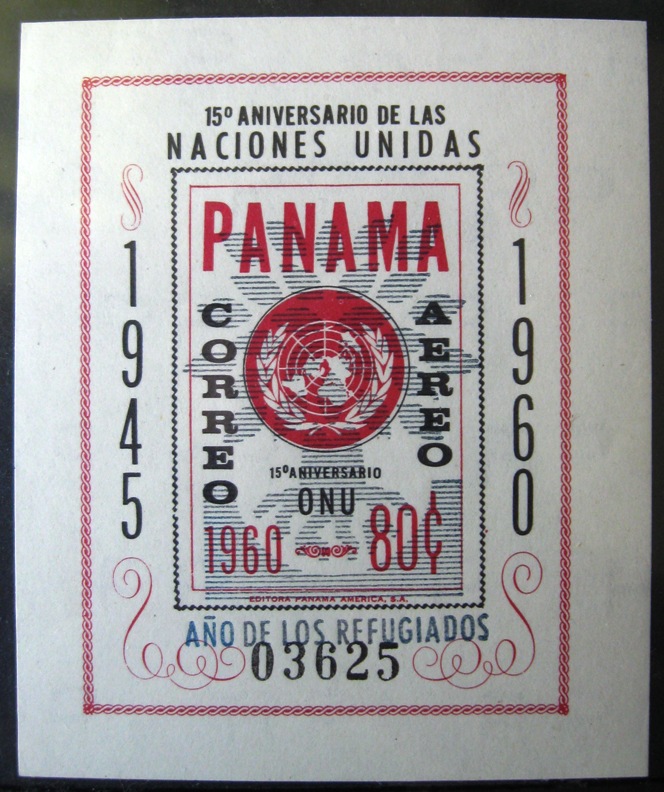 15º ANIVERSARIO DE LAS
NACIONES UNIDAS
1945
1960
PANAMA
CORREO
AEREO
15º ANIVERSARIO
ONU
1960
80¢
EDITORA PANAMA AMERICA, S.A.
AÑO DE LOS REFUGIADOS
03625